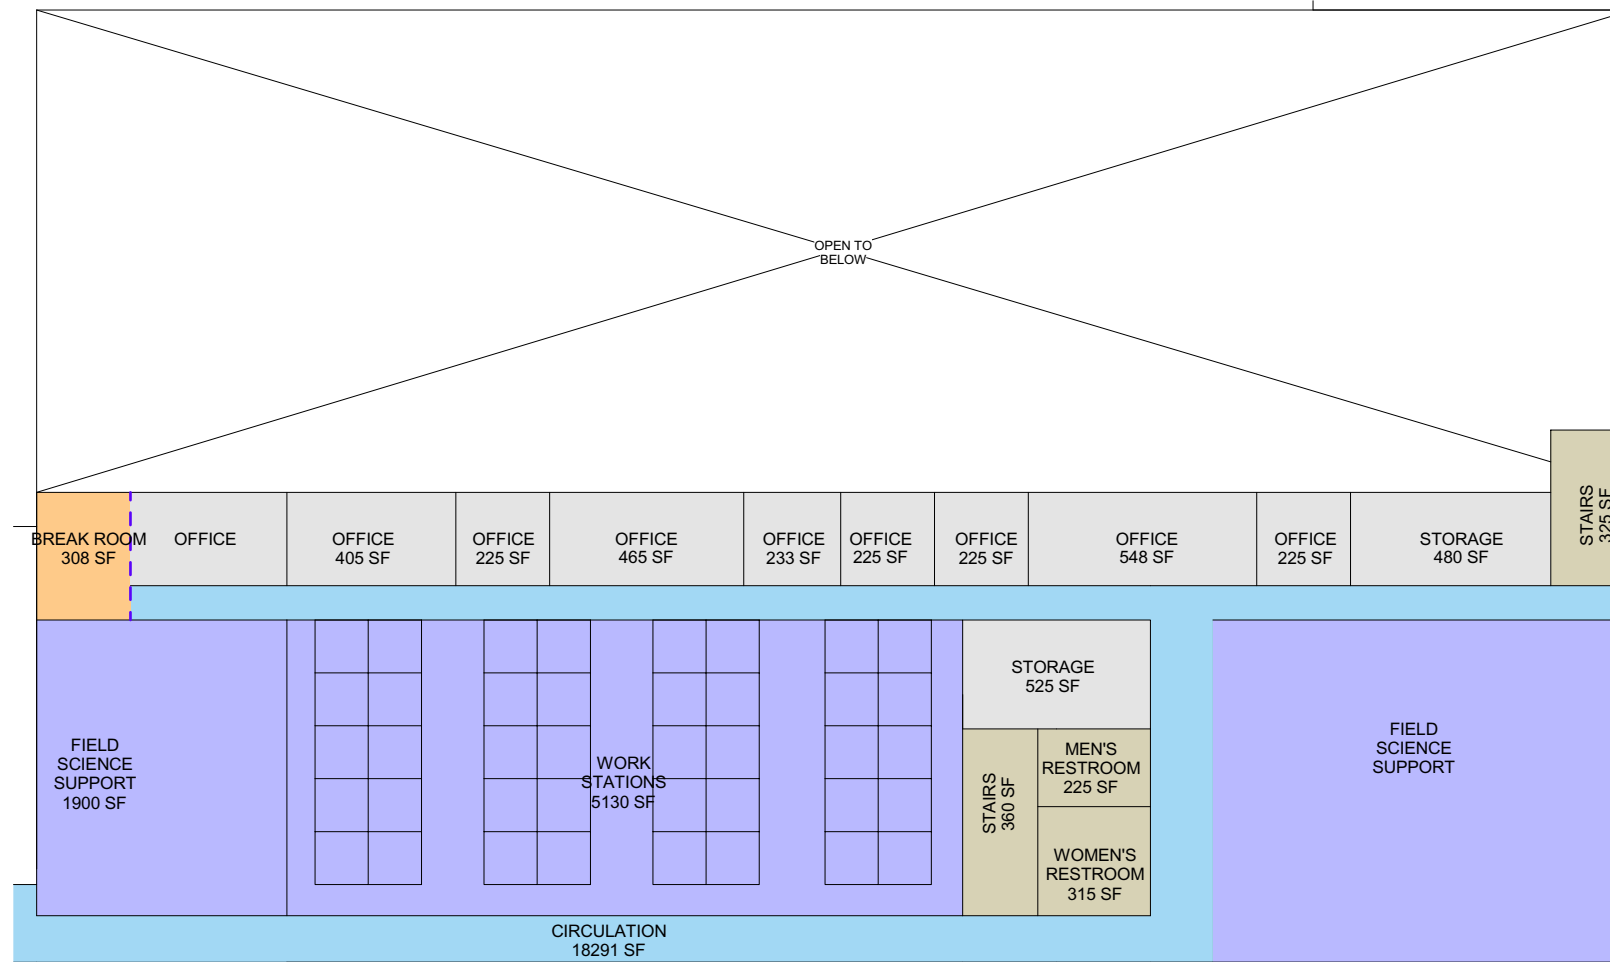 OPEN TO
BELOW
BREAK ROOM
308 SF
OFFICE
OFFICE
405 SF
OFFICE
225 SF
OFFICE
465 SF
OFFICE
233 SF
OFFICE
225 SF
OFFICE
225 SF
OFFICE
548 SF
OFFICE
225 SF
STORAGE
480 SF
STAIRS
325 SF
FIELD
SCIENCE
SUPPORT
1900 SF
WORK
STATIONS
5130 SF
STORAGE
525 SF
STAIRS
360 SF
MEN'S
RESTROOM
225 SF
WOMEN'S
RESTROOM
315 SF
FIELD
SCIENCE
SUPPORT
CIRCULATION
18291 SF